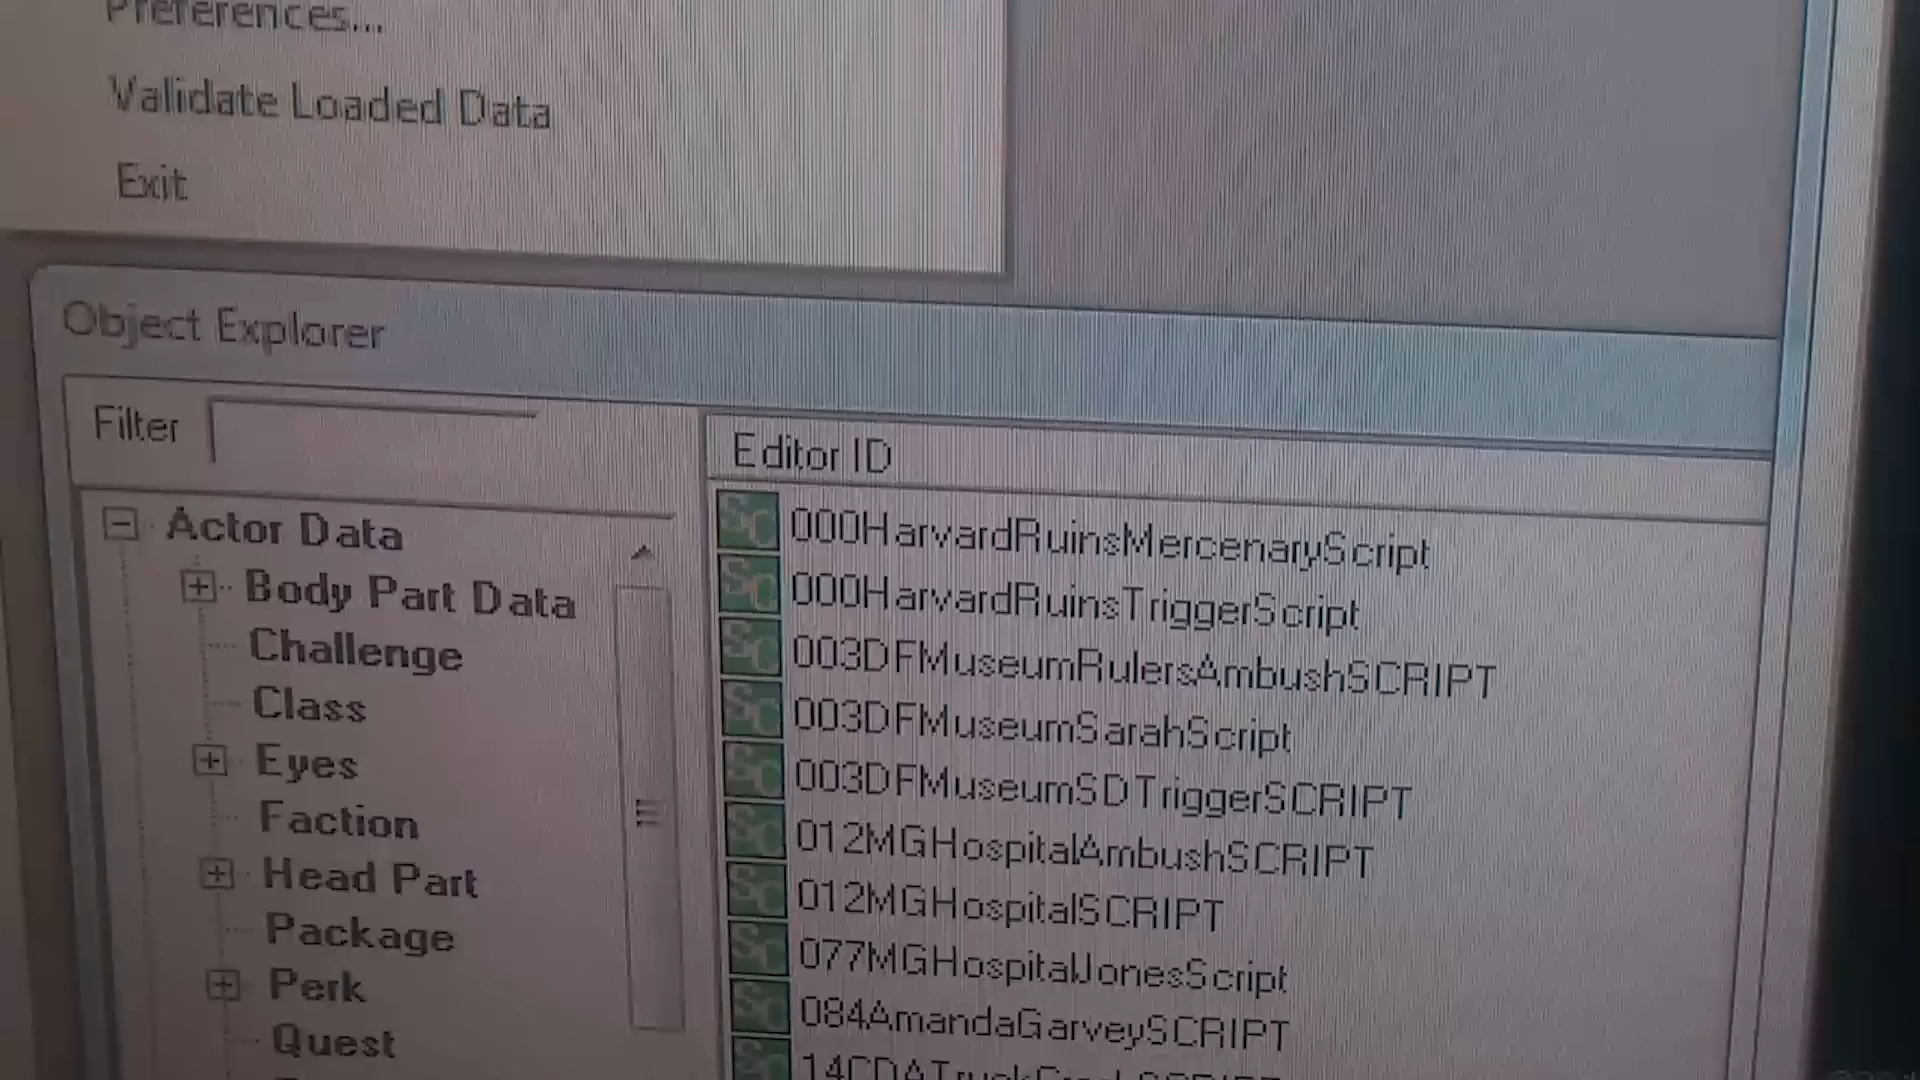 Preferences...
Validate Loaded Data
Exit
Object Explorer
Filter
Editor ID
Actor Data
Body Part Data
Challenge
Class
Eyes
Faction
Head Part
Package
Perk
Quest
000HarvardRuinsMercenaryScript
000HarvardRuinsTriggerScript
003DFMuseumRulersAmbushSCRIPT
003DFMuseumSarahScript
003DFMuseumSDTriggerSCRIPT
012MGHospitalAmbushSCRIPT
012MGHospitalSCRIPT
077MGHospitalJonesScript
084AmandaGarveySCRIPT